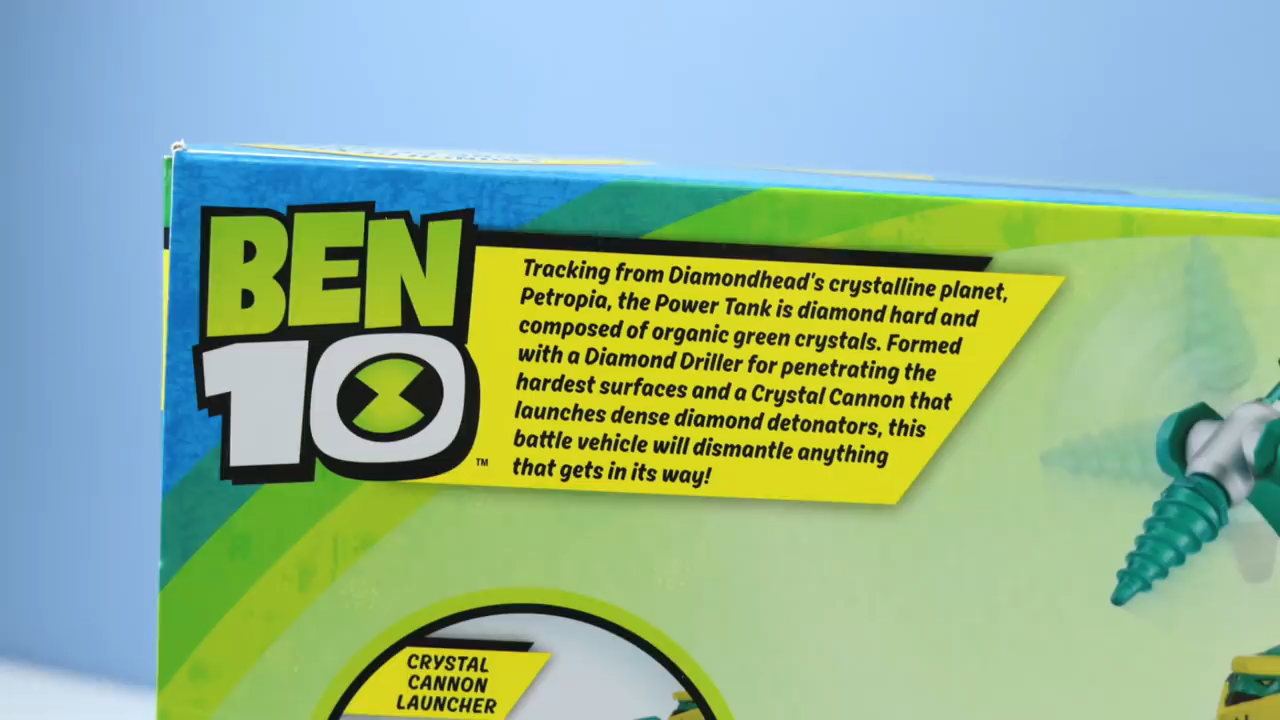 BEN
10
™
Tracking from Diamondhead's crystalline planet,
Petropia, the Power Tank is diamond hard and
composed of organic green crystals. Formed
with a Diamond Driller for penetrating the
hardest surfaces and a Crystal Cannon that
launches dense diamond detonators, this
battle vehicle will dismantle anything
that gets in its way!
CRYSTAL
CANNON
LAUNCHER